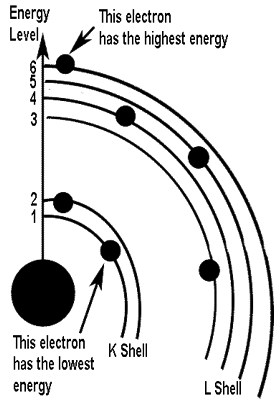 Energy
Level
This electron
has the highest energy
6
5
4
3
2
1
This electron
has the lowest
energy
K Shell
L Shell